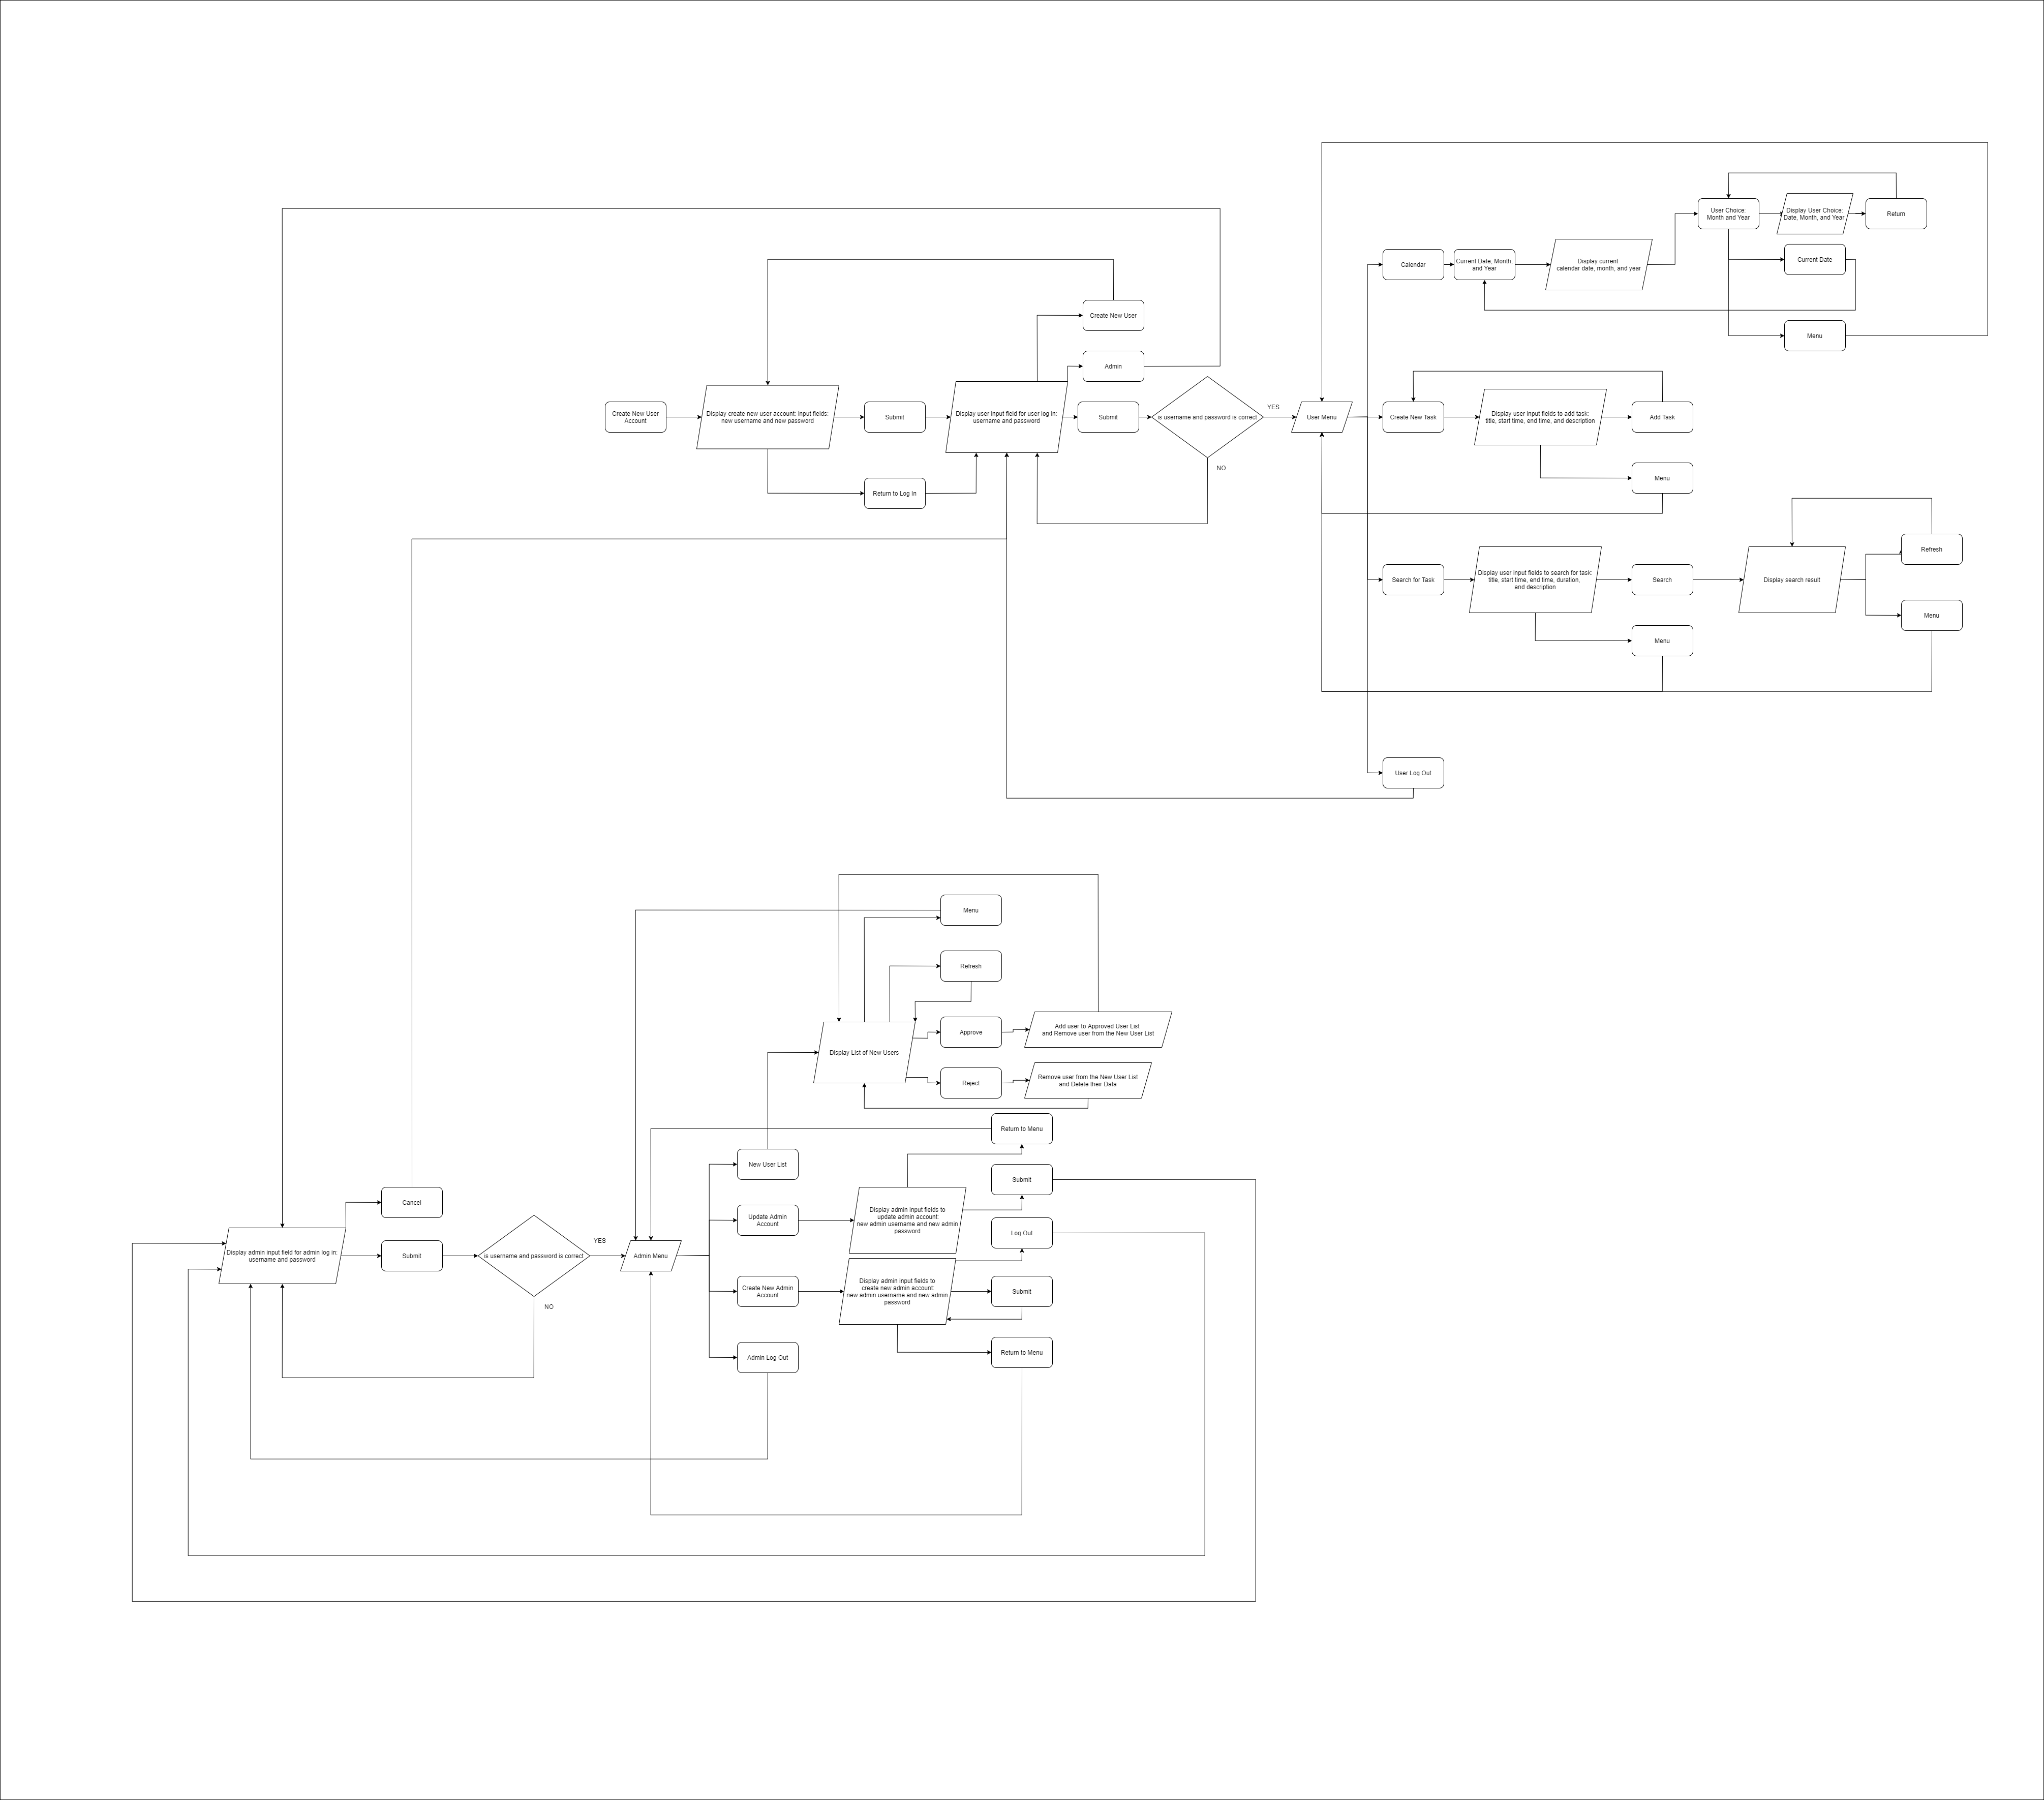 User Choice:
Month and Year
Display User Choice:
Date, Month, and Year
Return
Calendar
Current Date, Month,
and Year
Display current
calendar date, month, and year
Current Date
Menu
Create New User
Admin
Create New User
Account
Display create new user account: input fields:
new username and new password
Submit
Display user input field for user log in:
username and password
Submit
is username and password is correct
YES
NO
User Menu
Create New Task
Display user input fields to add task:
title, start time, end time, and description
Add Task
Menu
Return to Log In
Search for Task
Display user input fields to search for task:
title, start time, end time, duration,
and description
Search
Display search result
Refresh
Menu
Menu
User Log Out
Menu
Refresh
Approve
Add user to Approved User List
and Remove user from the New User List
Display List of New Users
Reject
Remove user from the New User List
and Delete their Data
Return to Menu
New User List
Submit
Cancel
Update Admin
Account
Display admin input fields to
update admin account:
new admin username and new admin
password
Log Out
Display admin input field for admin log in:
username and password
Submit
is username and password is correct
YES
NO
Admin Menu
Create New Admin
Account
Display admin input fields to
create new admin account:
new admin username and new admin
password
Submit
Admin Log Out
Return to Menu